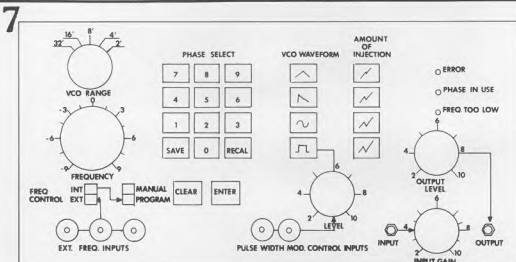 7
32' 16' 8' 4' 2'
VCO RANGE
-9 -6 -3 0 3 6 9
FREQUENCY
FREQ CONTROL
INT
EXT
MANUAL
PROGRAM
EXT. FREQ. INPUTS
PHASE SELECT
7 8 9
4 5 6
1 2 3
SAVE 0 RECAL
CLEAR ENTER
VCO WAVEFORM
AMOUNT
OF
INJECTION
2 4 6 8 10
LEVEL
PULSE WIDTH MOD. CONTROL INPUTS
ERROR
PHASE IN USE
FREQ. TOO LOW
2 4 6 8 10
OUTPUT
LEVEL
INPUT
2 4 6 8 10
INPUT GAIN
OUTPUT